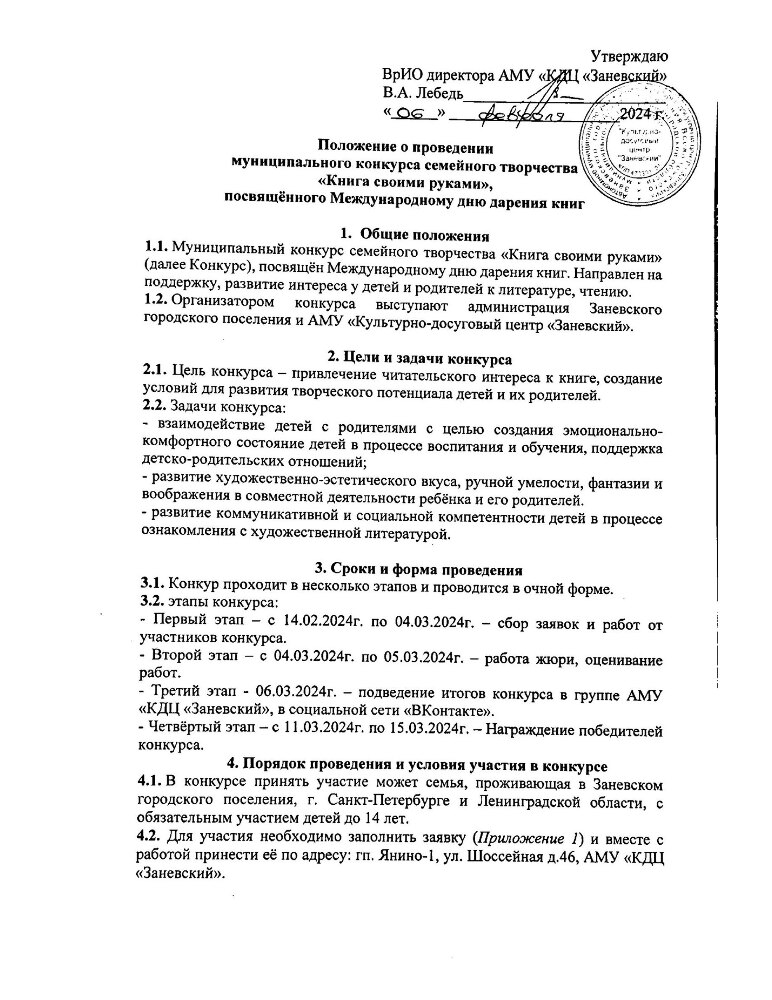 Утверждаю
ВрИО директора АМУ «КДЦ «Заневский»
В.А. Лебедь
«06» февраля 2024 г.
"Культурно-
досуговый
центр
"Заневский"
Положение о проведении
муниципального конкурса семейного творчества
«Книга своими руками»,
посвящённого Международному дню дарения книг
1. Общие положения
1.1. Муниципальный конкурс семейного творчества «Книга своими руками»
(далее Конкурс), посвящён Международному дню дарения книг. Направлен на
поддержку, развитие интереса у детей и родителей к литературе, чтению.
1.2. Организатором конкурса выступают администрация Заневского
городского поселения и АМУ «Культурно-досуговый центр «Заневский».
2. Цели и задачи конкурса
2.1. Цель конкурса – привлечение читательского интереса к книге, создание
условий для развития творческого потенциала детей и их родителей.
2.2. Задачи конкурса:
- взаимодействие детей с родителями с целью создания эмоционально-
комфортного состояние детей в процессе воспитания и обучения, поддержка
детско-родительских отношений;
- развитие художественно-эстетического вкуса, ручной умелости, фантазии и
воображения в совместной деятельности ребёнка и его родителей.
- развитие коммуникативной и социальной компетентности детей в процессе
ознакомления с художественной литературой.
3. Сроки и форма проведения
3.1. Конкур проходит в несколько этапов и проводится в очной форме.
3.2. этапы конкурса:
- Первый этап – с 14.02.2024г. по 04.03.2024г. – сбор заявок и работ от
участников конкурса.
- Второй этап – с 04.03.2024г. по 05.03.2024г. – работа жюри, оценивание
работ.
- Третий этап - 06.03.2024г. – подведение итогов конкурса в группе АМУ
«КДЦ «Заневский», в социальной сети «ВКонтакте».
- Четвёртый этап – с 11.03.2024г. по 15.03.2024г. – Награждение победителей
конкурса.
4. Порядок проведения и условия участия в конкурсе
4.1. В конкурсе принять участие может семья, проживающая в Заневском
городского поселения, г. Санкт-Петербурге и Ленинградской области, с
обязательным участием детей до 14 лет.
4.2. Для участия необходимо заполнить заявку (Приложение 1) и вместе с
работой принести её по адресу: гп. Янино-1, ул. Шоссейная д.46, АМУ «КДЦ
«Заневский».